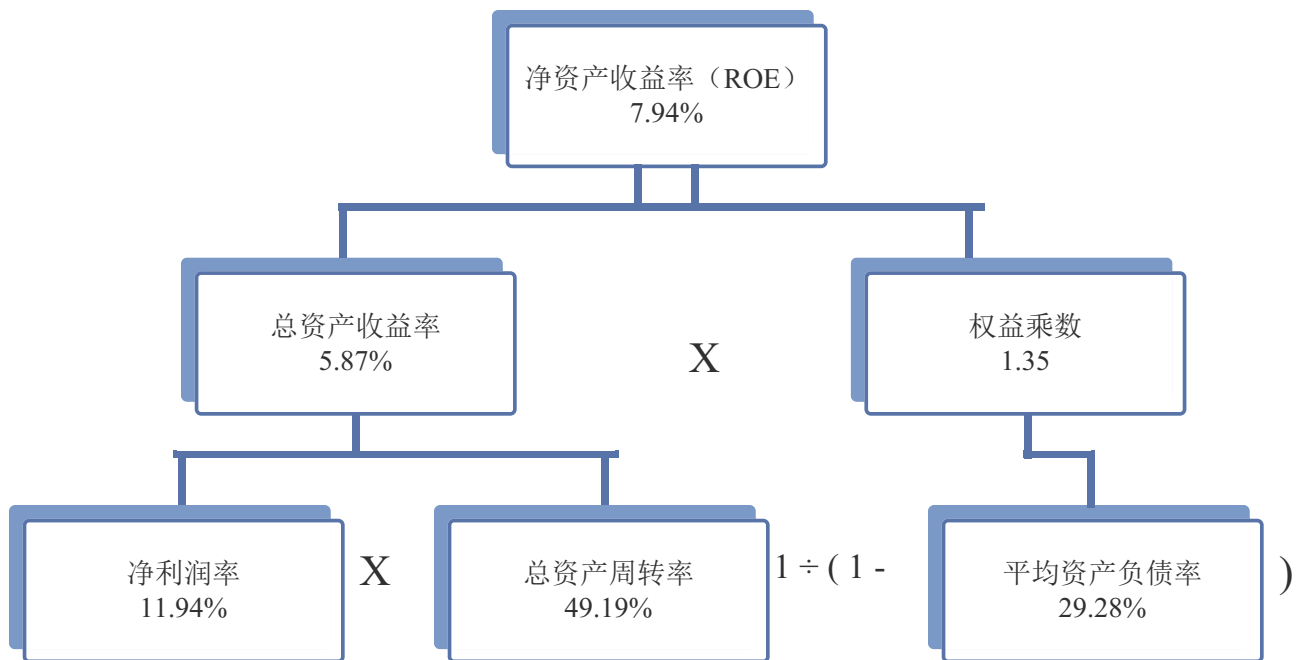 净资产收益率（ROE）
7.94%
总资产收益率
5.87%
X
权益乘数
1.35
净利润率
11.94%
X
总资产周转率
49.19%
1 ÷ ( 1 -
平均资产负债率
29.28%
)